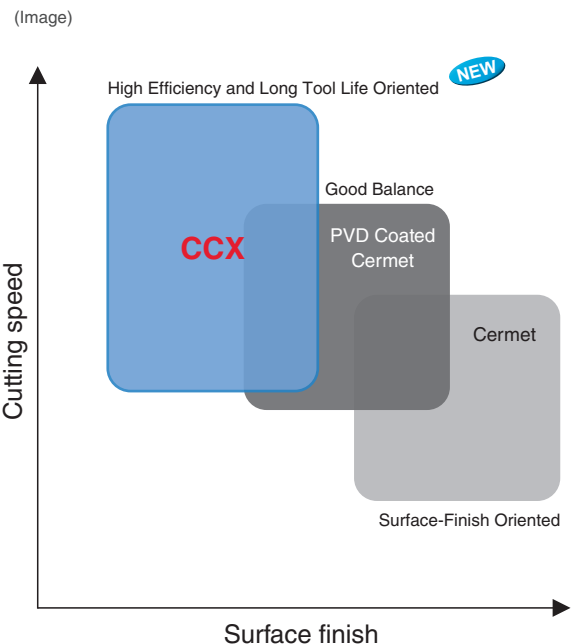 (Image)
NEW
High Efficiency and Long Tool Life Oriented
Good Balance
PVD Coated
Cermet
CCX
Cermet
Cutting speed
Surface-Finish Oriented
Surface finish